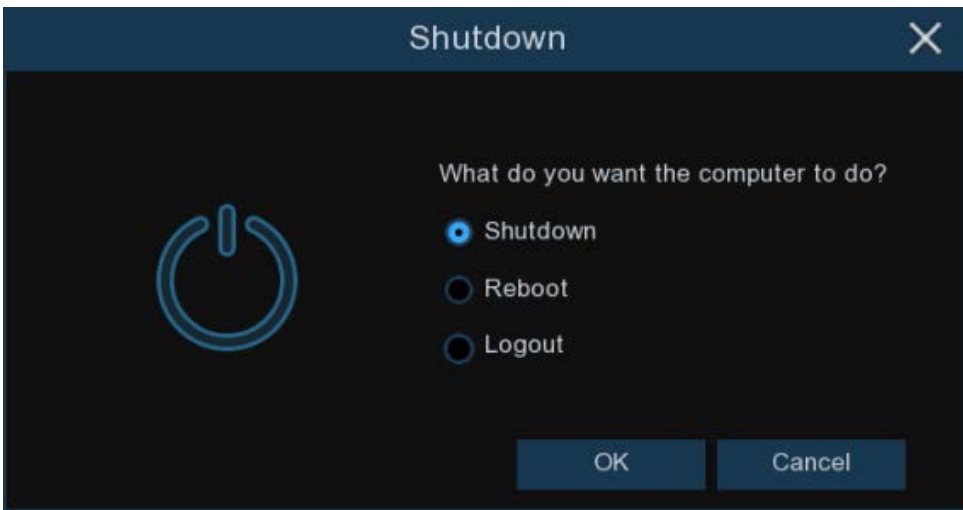 Shutdown
What do you want the computer to do?
Shutdown
Reboot
Logout
OK
Cancel